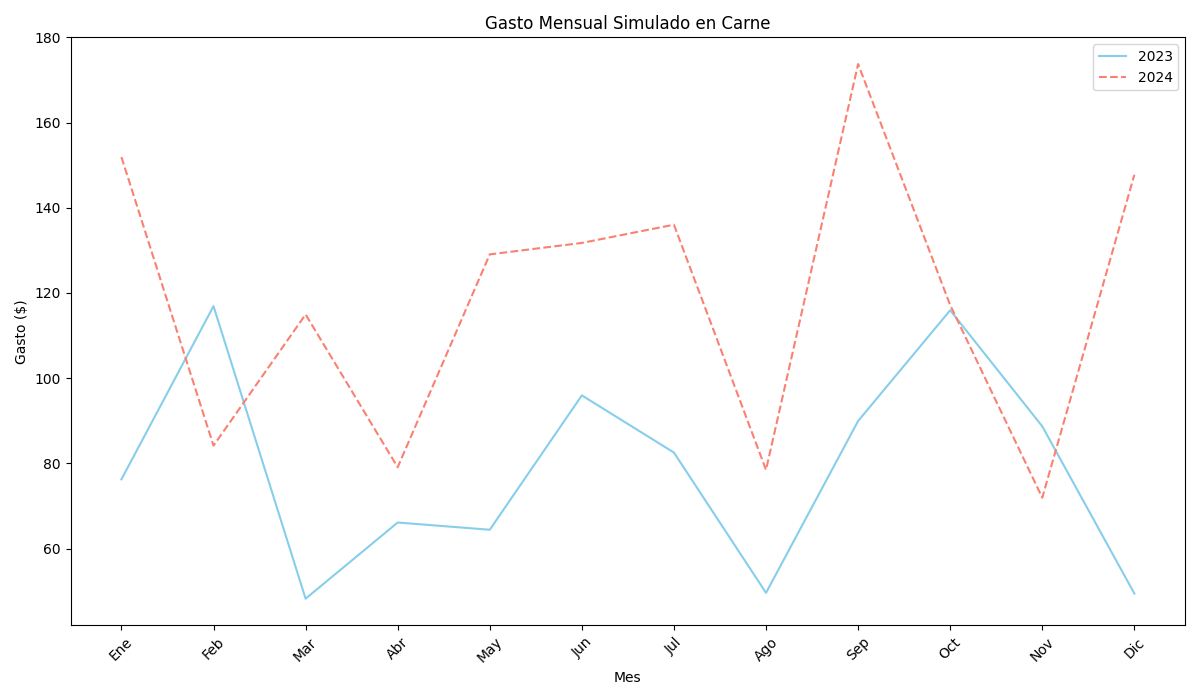 Gasto Mensual Simulado en Carne
180
160
140
120
100
80
60
Gasto ($)
2023
2024
Ene
Feb
Mar
Abr
May
Jun
Jul
Ago
Sep
Oct
Nov
Dic
Mes